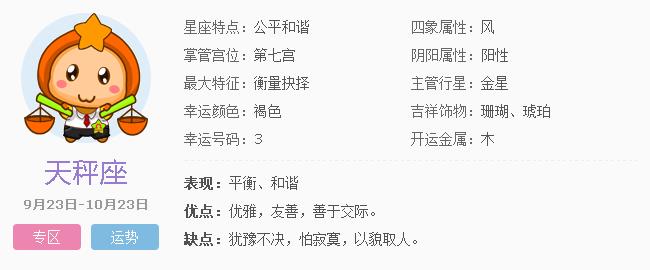 星座特点：公平和谐 四象属性：风
掌管宫位：第七宫 阴阳属性：阳性
最大特征：衡量抉择 主管行星：金星
幸运颜色：褐色 吉祥饰物：珊瑚、琥珀
幸运号码：3 开运金属：木
天秤座
9月23日-10月23日
专区 运势
表现：平衡、和谐
优点：优雅，友善，善于交际。
缺点：犹豫不决，怕寂寞，以貌取人。